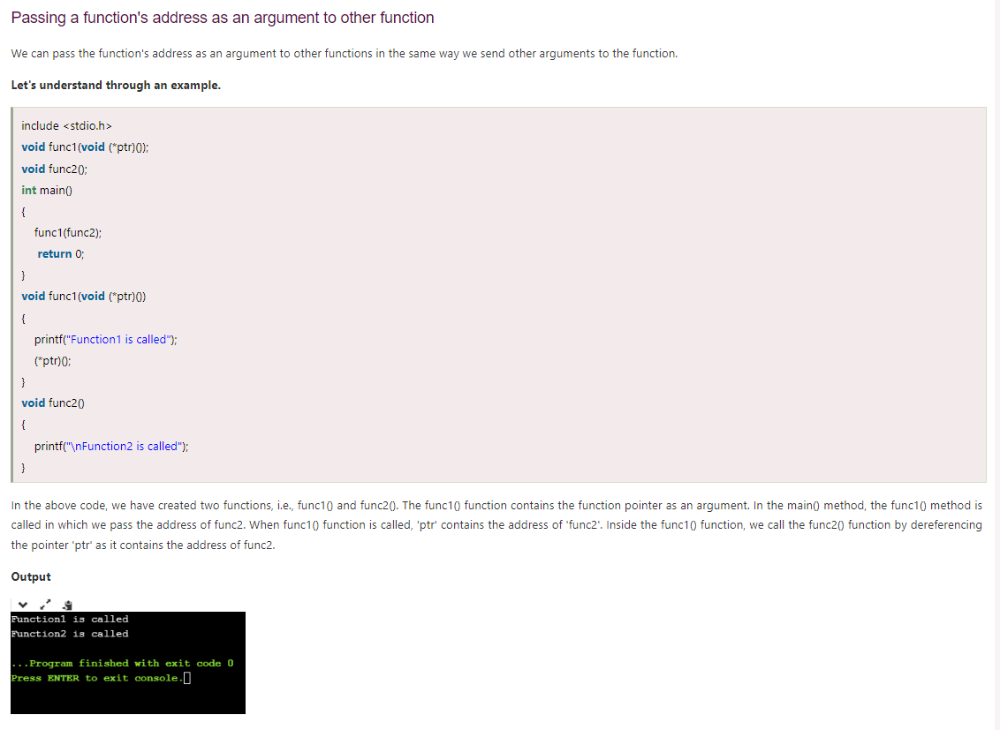 Passing a function's address as an argument to other function
We can pass the function's address as an argument to other functions in the same way we send other arguments to the function.
Let's understand through an example.
include <stdio.h>
void func1(void (*ptr)());
void func2();
int main()
{
func1(func2);
return 0;
}
void func1(void (*ptr)())
{
printf("Function1 is called");
(*ptr)();
}
void func2()
{
printf("\nFunction2 is called");
}
In the above code, we have created two functions, i.e., func1() and func2(). The func1() function contains the function pointer as an argument. In the main() method, the func1() method is
called in which we pass the address of func2. When func1() function is called, 'ptr' contains the address of 'func2'. Inside the func1() function, we call the func2() function by dereferencing
the pointer 'ptr' as it contains the address of func2.
Output
Function1 is called
Function2 is called
...Program finished with exit code 0
Press ENTER to exit console.